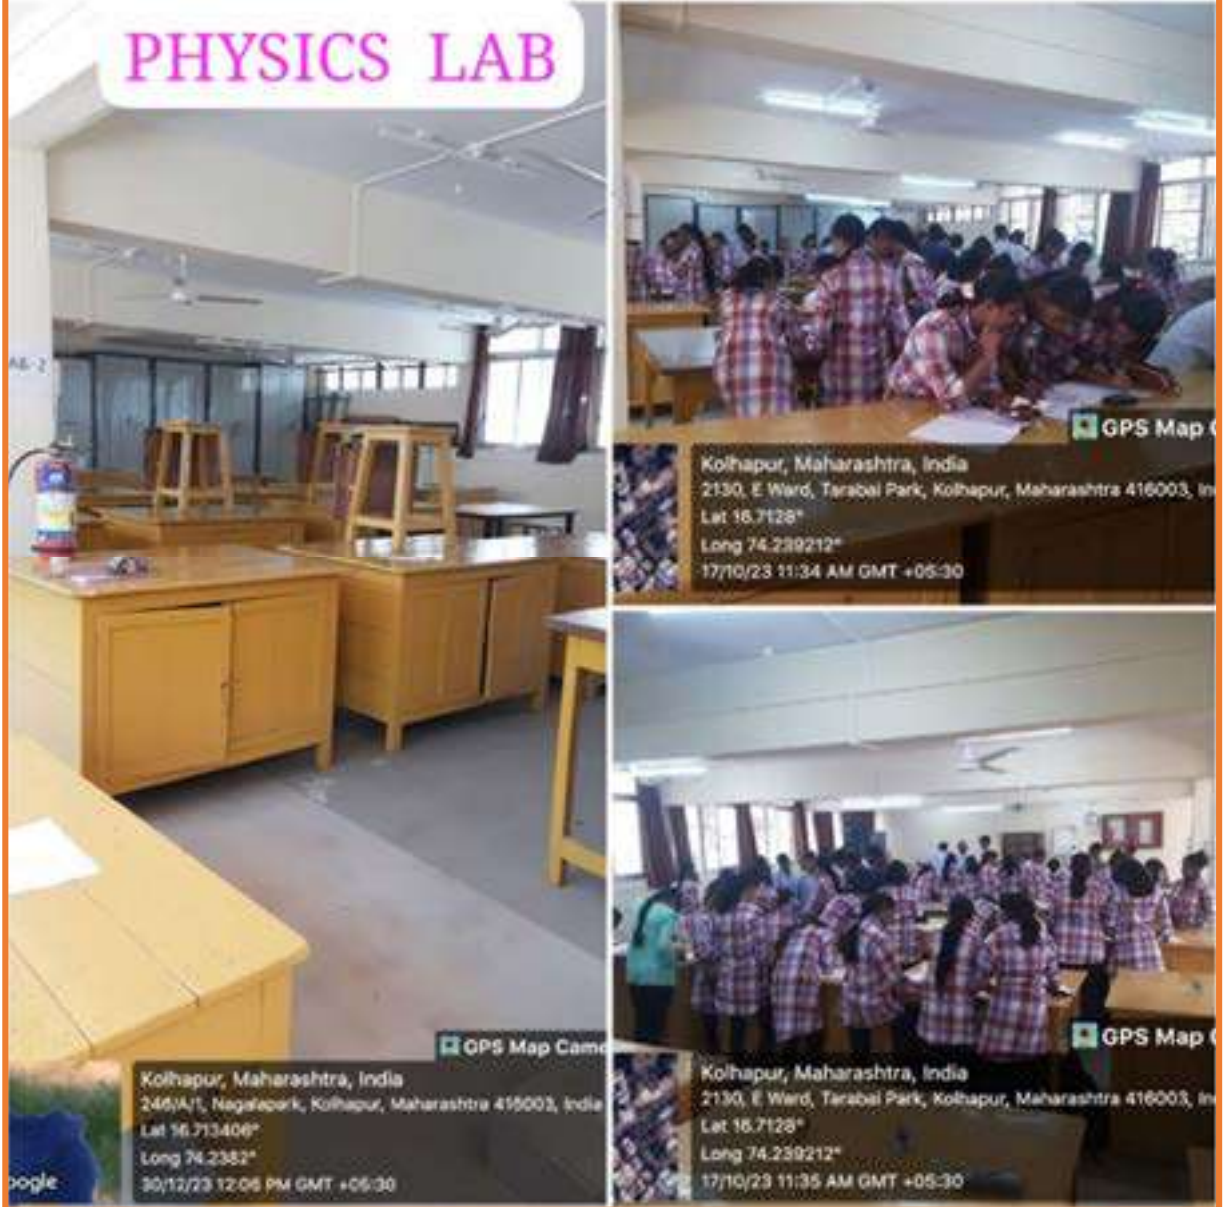 PHYSICS LAB
GPS Map C
Kolhapur, Maharashtra, India
2130, E Ward, Tarabai Park, Kolhapur, Maharashtra 416003, In
Lat 16.7128°
Long 74.239212°
17/10/23 11:34 AM GMT +05:30
GPS Map Came
Kolhapur, Maharashtra, India
246/A/1, Nagalapark, Kolhapur, Maharashtra 416003, India
Lat 16.713406°
Long 74.2382°
30/12/23 12:06 PM GMT +05:30
oogle
GPS Map C
Kolhapur, Maharashtra, India
2130, E Ward, Tarabai Park, Kolhapur, Maharashtra 416003, In
Lat 16.7128°
Long 74.239212°
17/10/23 11:35 AM GMT +05:30